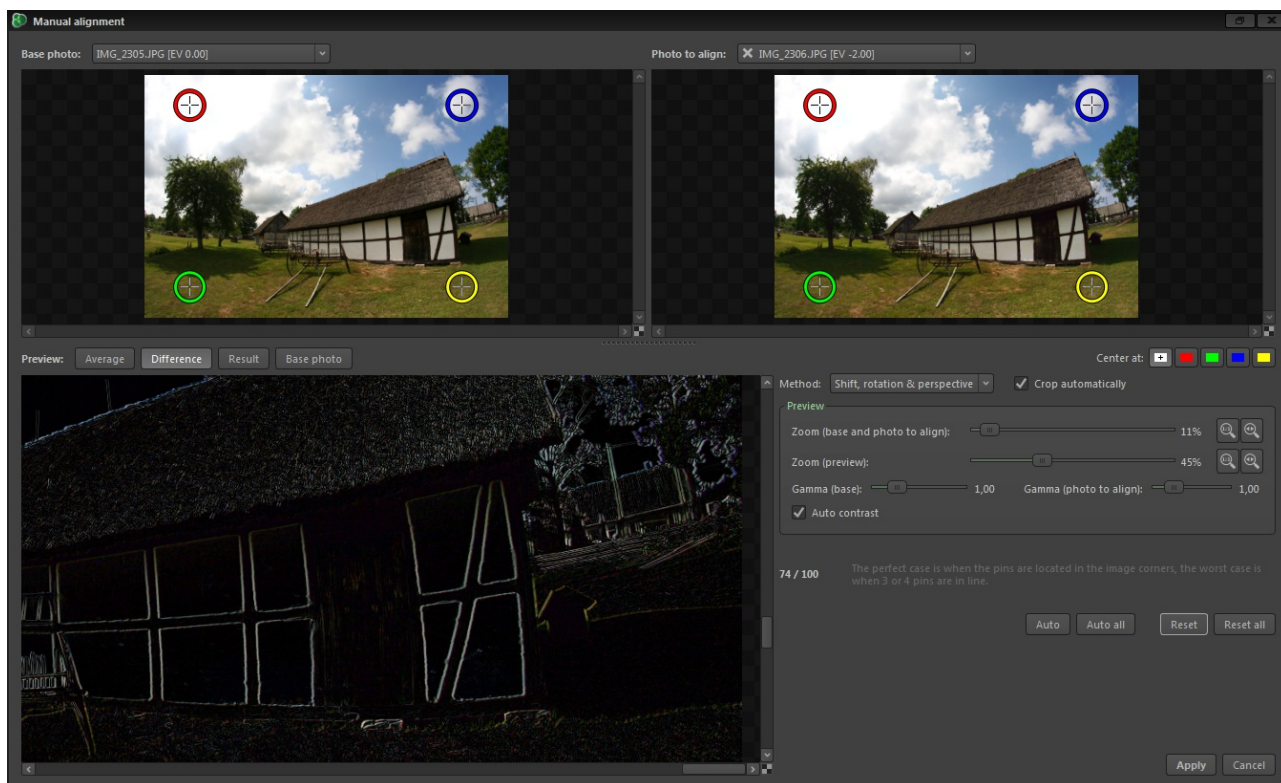 Manual alignment
Base photo: IMG_2305.JPG [EV 0.00]
Photo to align: IMG_2306.JPG [EV -2.00]
Preview: Average Difference Result Base photo
Center at:
Method: Shift, rotation & perspective Crop automatically
Preview
Zoom (base and photo to align): 11%
Zoom (preview): 45%
Gamma (base): 1,00 Gamma (photo to align): 1,00
Auto contrast
74 / 100 The perfect case is when the pins are located in the image corners, the worst case is
when 3 or 4 pins are in line.
Auto Auto all Reset Reset all
Apply Cancel